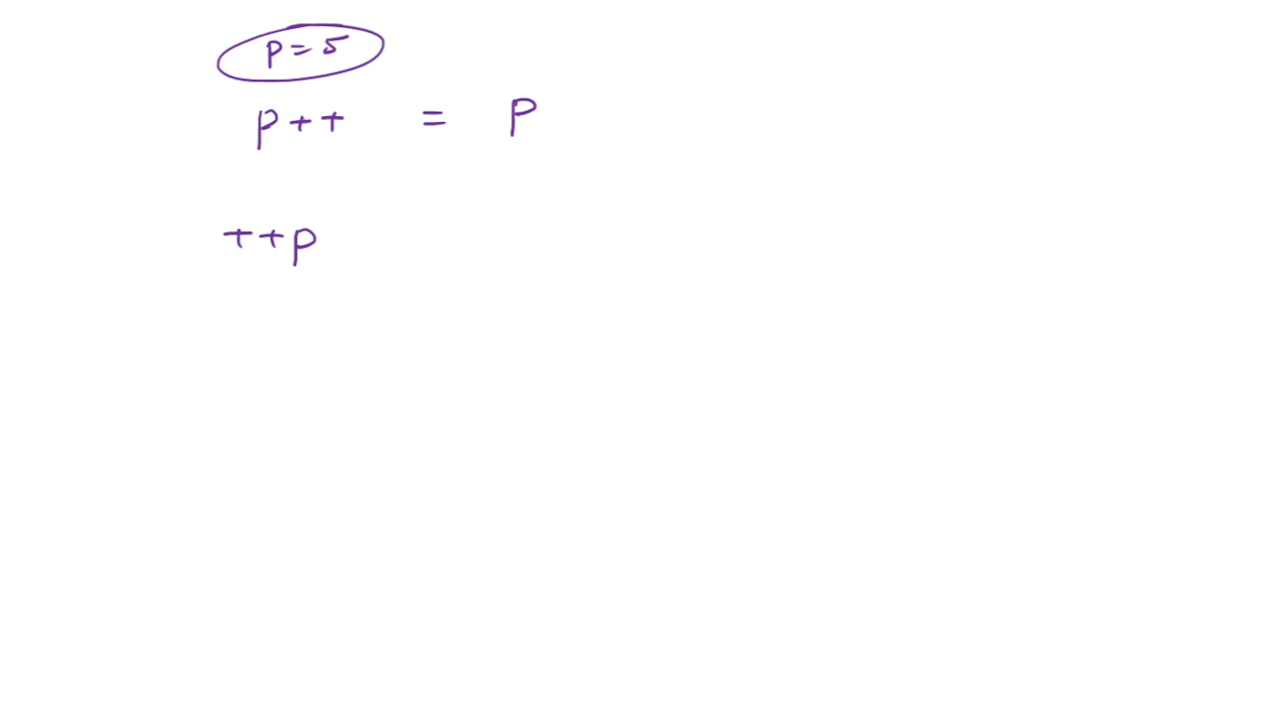 p = 5
p++ = P
++p